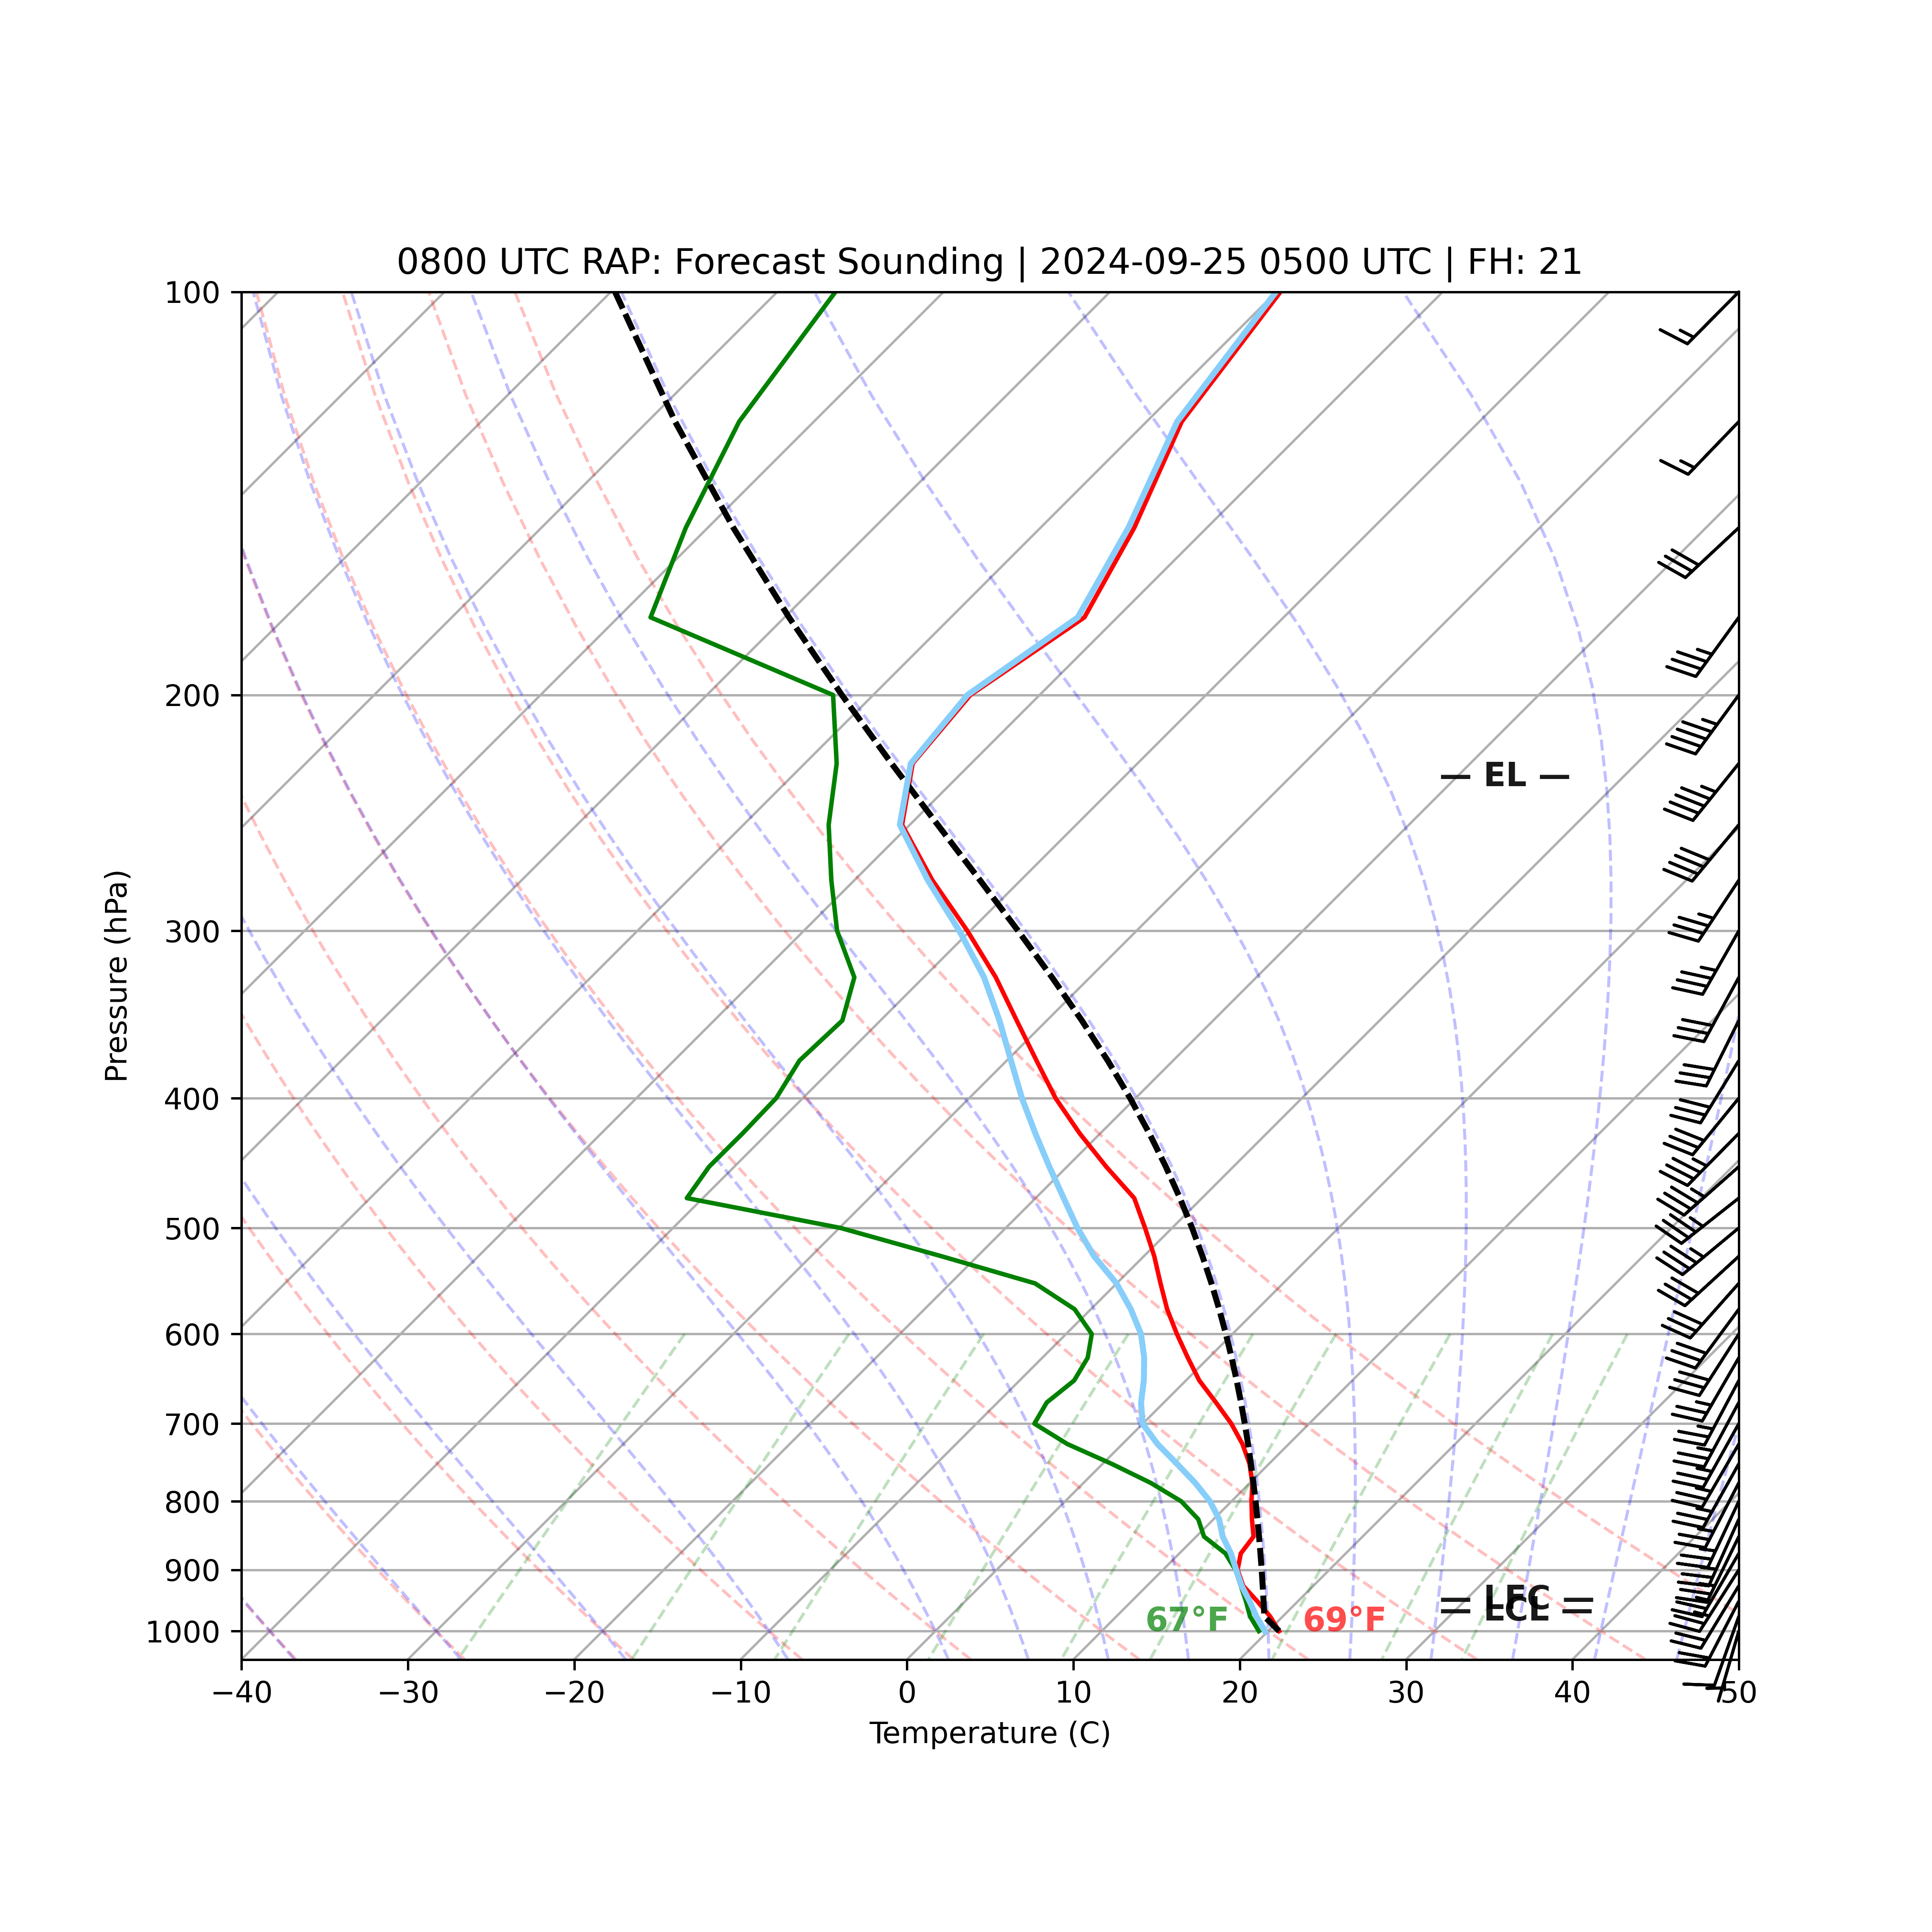 0800 UTC RAP: Forecast Sounding | 2024-09-25 0500 UTC | FH: 21
100
200
300
400
500
600
700
800
900
1000
Pressure (hPa)
— EL —
— LFC —
— LCL —
67°F
69°F
−40
−30
−20
−10
0
10
20
30
40
50
Temperature (C)